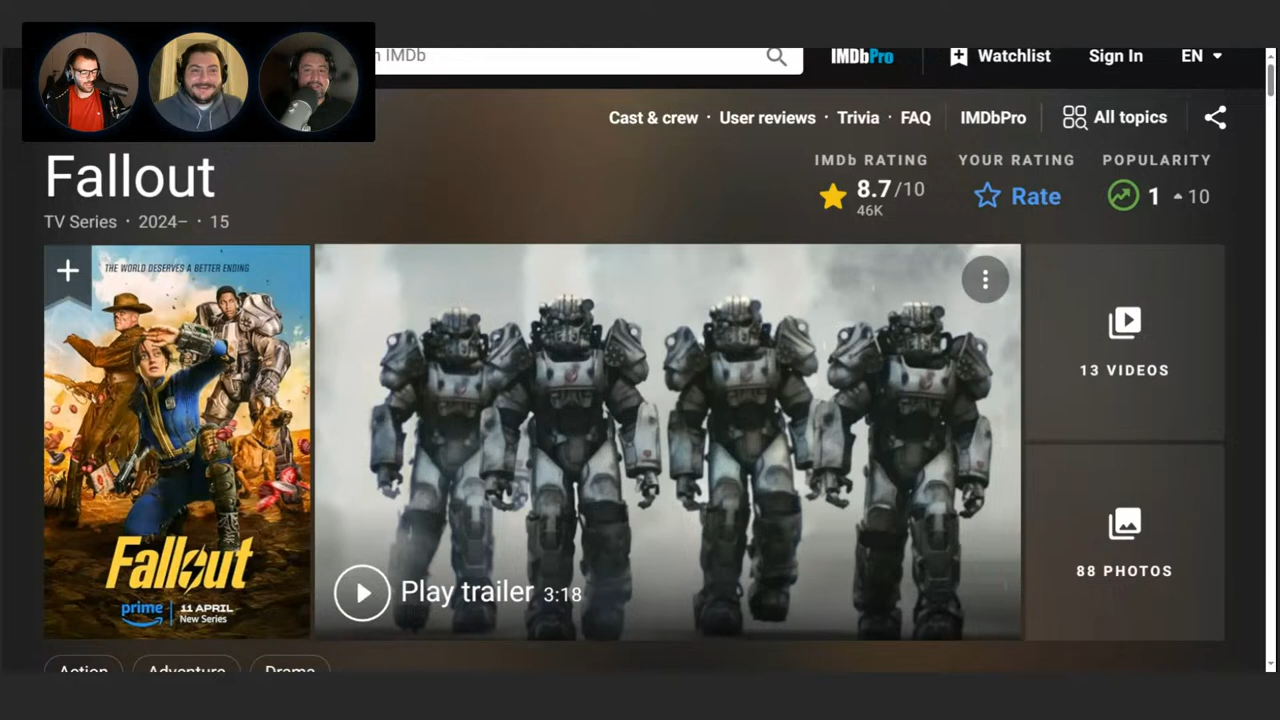 n IMDb
IMDbPro
Watchlist
Sign In
EN
Cast & crew · User reviews · Trivia · FAQ
IMDbPro
All topics
Fallout
TV Series · 2024– · 15
IMDb RATING
8.7/10
46K
YOUR RATING
Rate
POPULARITY
1
10
THE WORLD DESERVES A BETTER ENDING
Fallout
prime
11 APRIL
New Series
Play trailer 3:18
13 VIDEOS
88 PHOTOS
Action
Adventure
Drama